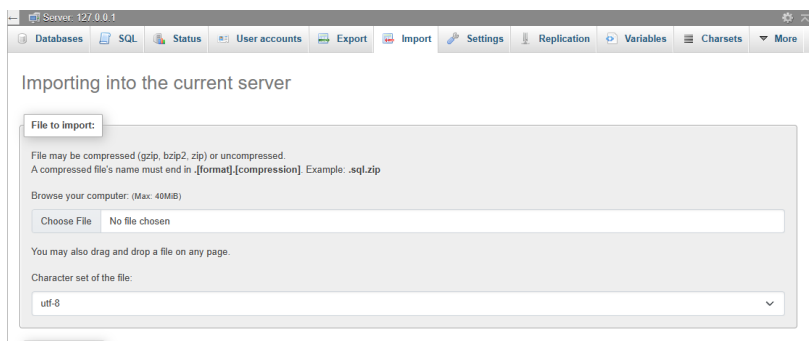 Server: 127.0.0.1
Databases SQL Status User accounts Export Import Settings Replication Variables Charsets More
Importing into the current server
File to import:
File may be compressed (gzip, bzip2, zip) or uncompressed.
A compressed file's name must end in .[format].[compression]. Example: .sql.zip
Browse your computer: (Max: 40MiB)
Choose File No file chosen
You may also drag and drop a file on any page.
Character set of the file:
utf-8